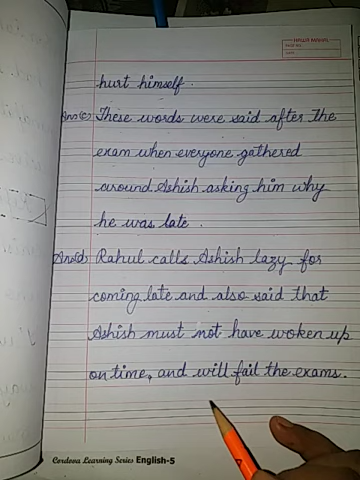 hurt himself.
Ans(c) These words were said after the
exam when everyone gathered
around Ashish asking him why
he was late.
Ans(d) Rahul calls Ashish lazy for
coming late and also said that
Ashish must not have woken up
on time, and will fail the exams.
Cordova Learning Series English-5